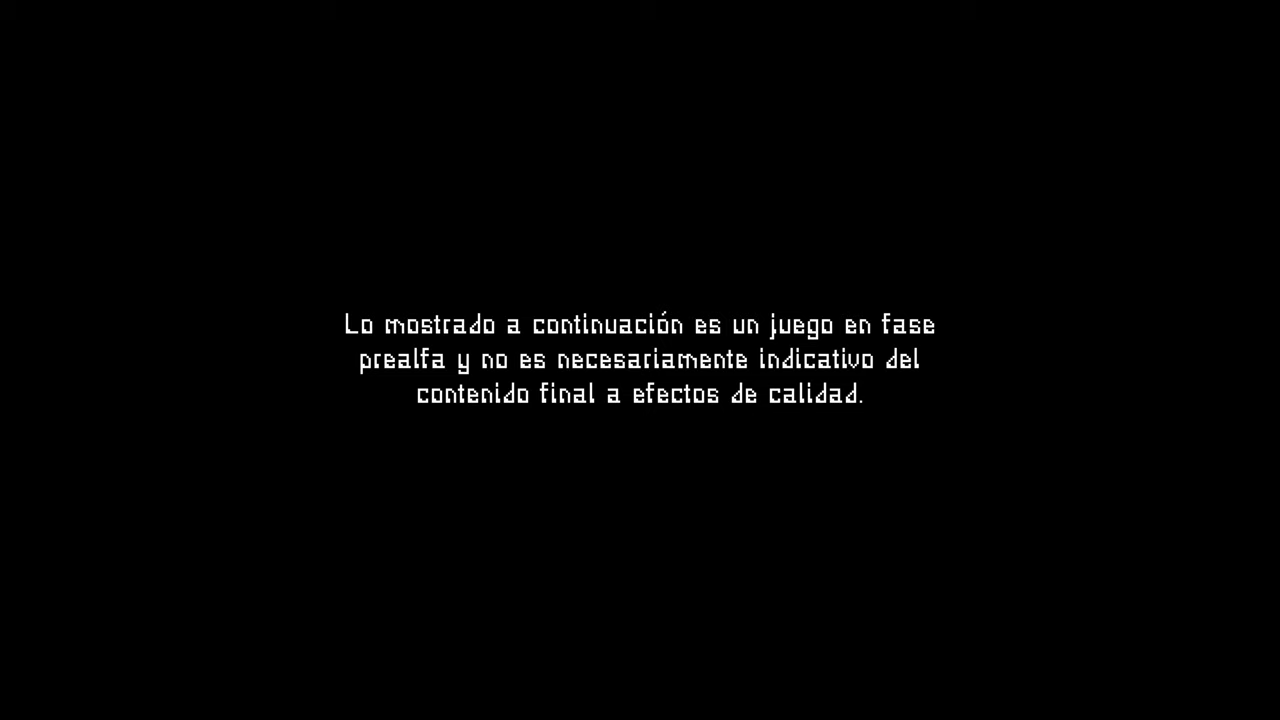 Lo mostrado a continuación es un juego en fase
prealfa y no es necesariamente indicativo del
contenido final a efectos de calidad.